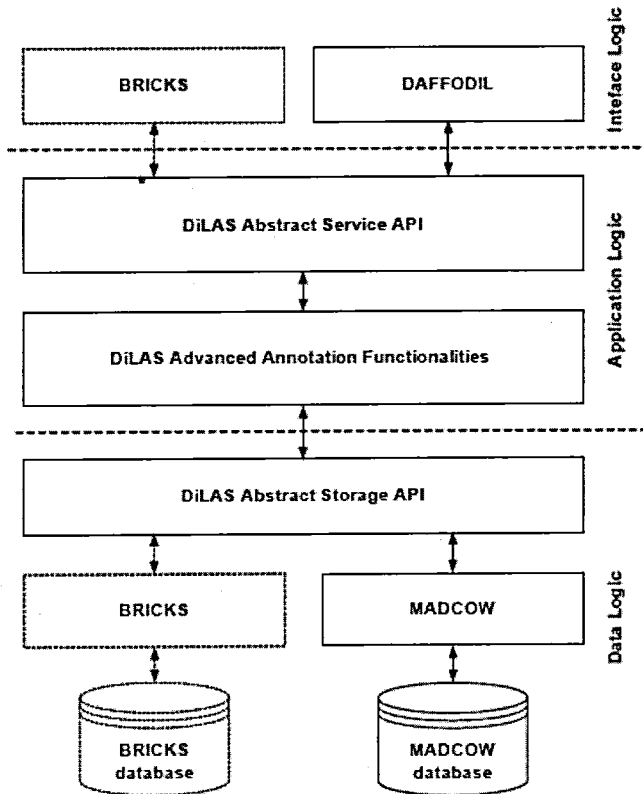 BRICKS
DAFFODIL
Inteface Logic
DiLAS Abstract Service API
DiLAS Advanced Annotation Functionalities
Application Logic
DiLAS Abstract Storage API
BRICKS
MADCOW
Data Logic
BRICKS
database
MADCOW
database